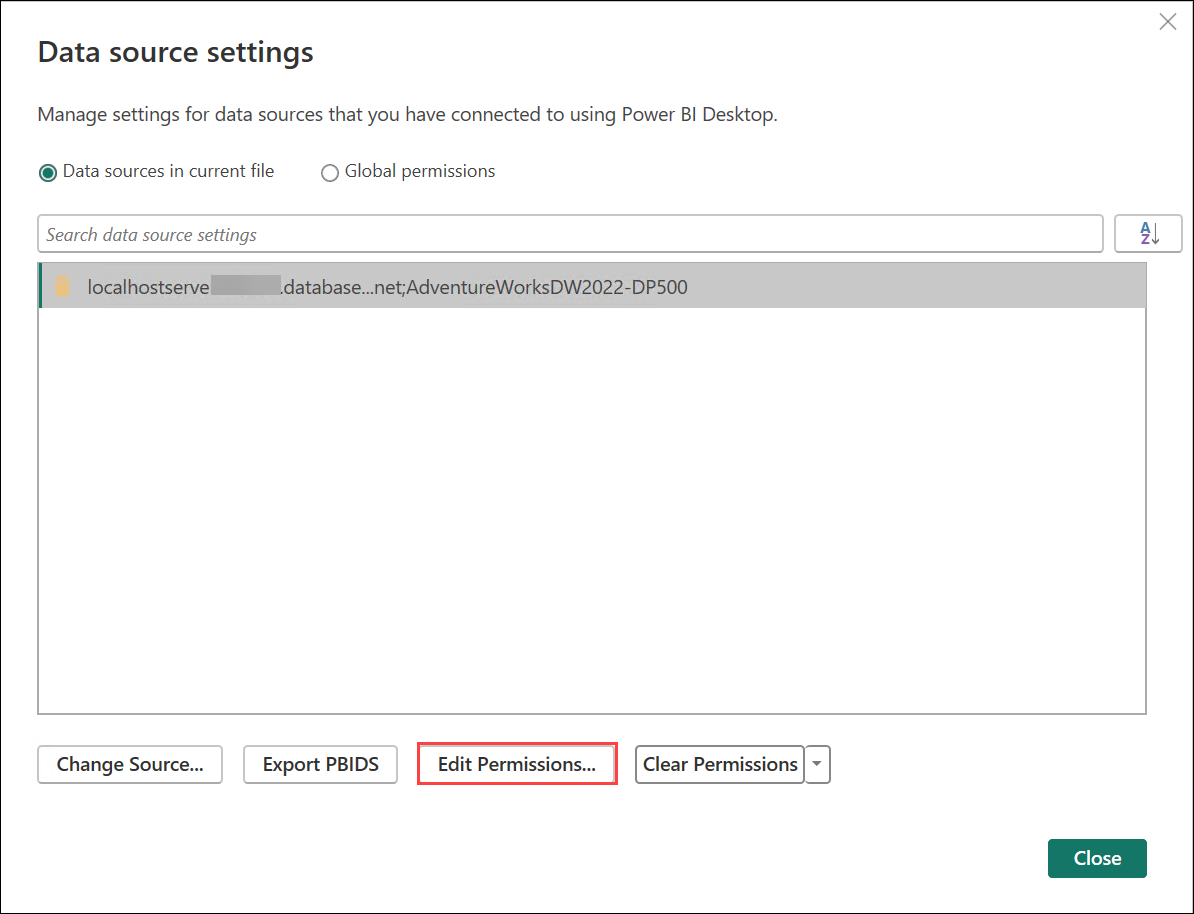 Data source settings
Manage settings for data sources that you have connected to using Power BI Desktop.
Data sources in current file Global permissions
Search data source settings
AZ
localhostserve .database...net;AdventureWorksDW2022-DP500
Change Source... Export PBIDS Edit Permissions... Clear Permissions
Close